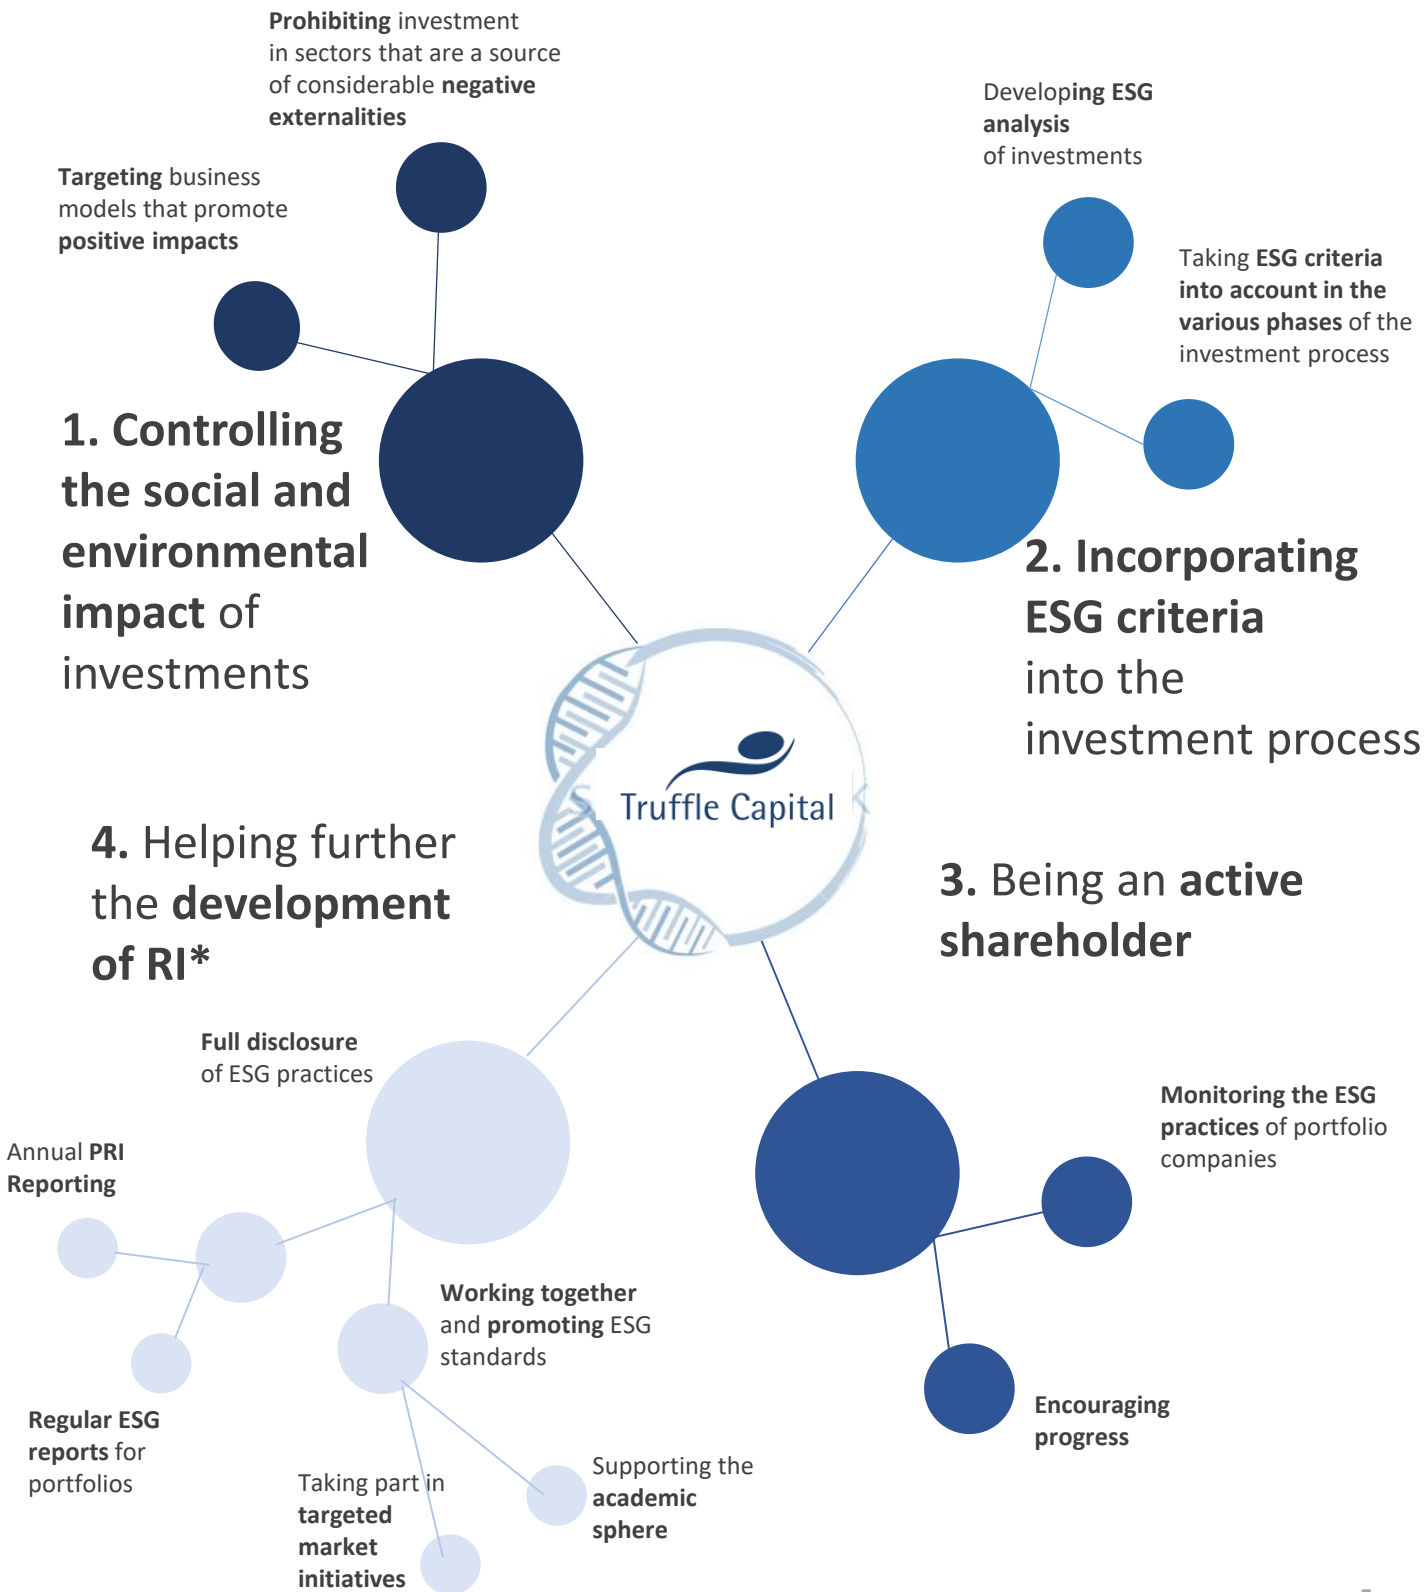 Prohibiting investment
in sectors that are a source
of considerable negative
externalities
Targeting business
models that promote
positive impacts
1. Controlling
the social and
environmental
impact of
investments
Developing ESG
analysis
of investments
Taking ESG criteria
into account in the
various phases of the
investment process
2. Incorporating
ESG criteria
into the
investment process
S Truffle Capital K
3. Being an active
shareholder
Monitoring the ESG
practices of portfolio
companies
Encouraging
progress
4. Helping further
the development
of RI*
Full disclosure
of ESG practices
Annual PRI
Reporting
Regular ESG
reports for
portfolios
Working together
and promoting ESG
standards
Taking part in
targeted
market
initiatives
Supporting the
academic
sphere